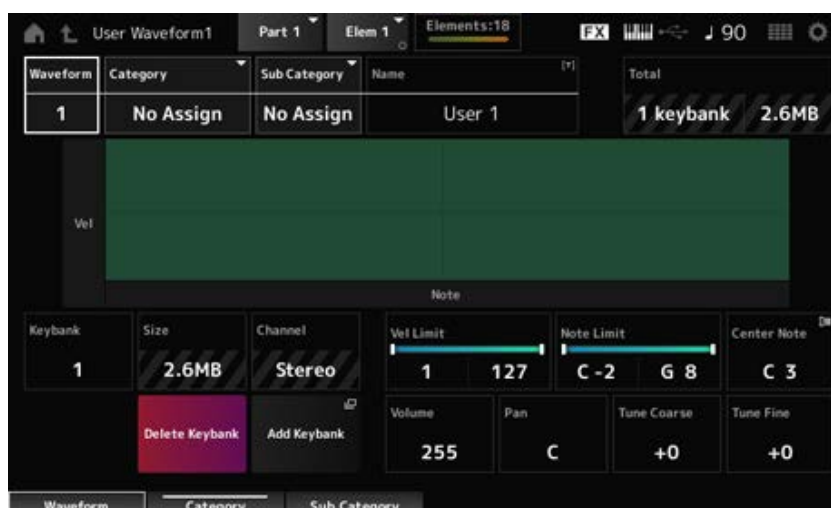 User Waveform1 Part 1 Elem 1 Elements:18 FX ♩ 90
Waveform Category Sub Category Name [T] Total
1 No Assign No Assign User 1 1 keybank 2.6MB
Vel
Note
Keybank Size Channel Vel Limit Note Limit Center Note
1 2.6MB Stereo 1 127 C -2 G 8 C 3
Delete Keybank Add Keybank Volume Pan Tune Coarse Tune Fine
255 C +0 +0
Waveform Category Sub Category